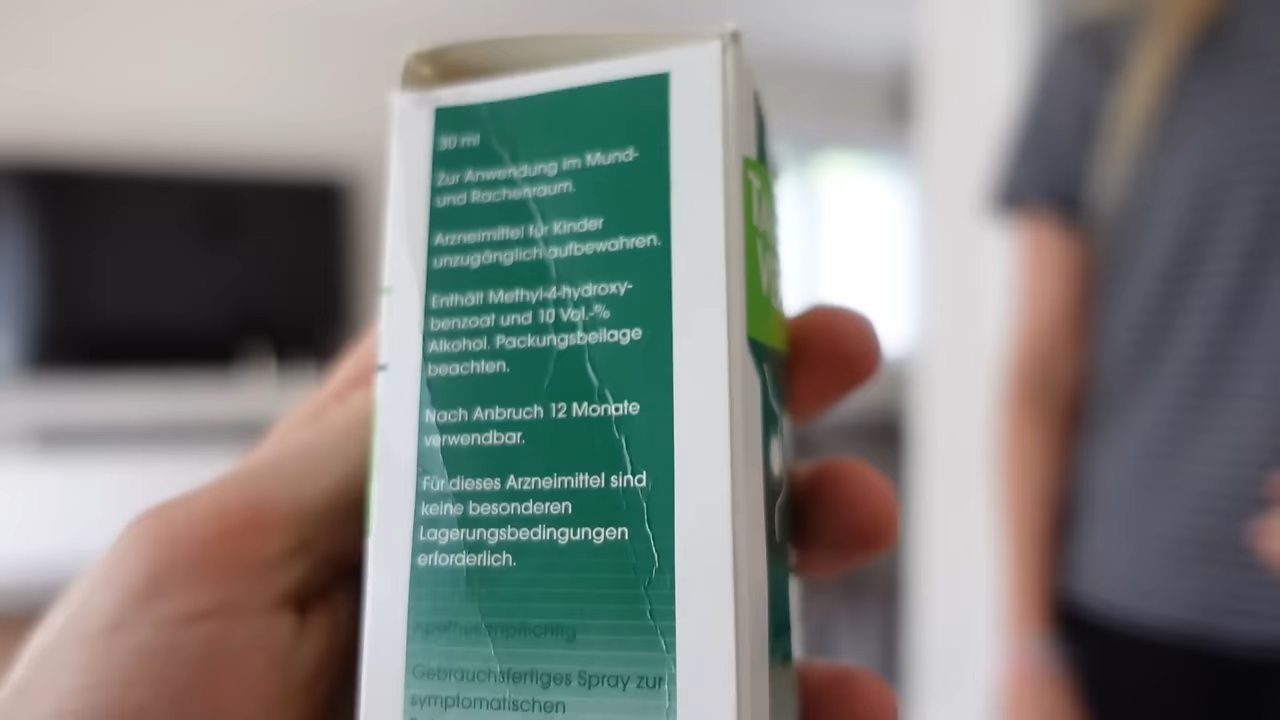 30 ml
Zur Anwendung im Mund-
und Rachenraum.
Arzneimittel für Kinder
unzugänglich aufbewahren.
Enthält Methyl-4-hydroxy-
benzoat und 10 Vol.-%
Alkohol. Packungsbeilage
beachten.
Nach Anbruch 12 Monate
verwendbar.
Für dieses Arzneimittel sind
keine besonderen
Lagerungsbedingungen
erforderlich.
Apothekenpflichtig
Gebrauchsfertiges Spray zur
symptomatischen